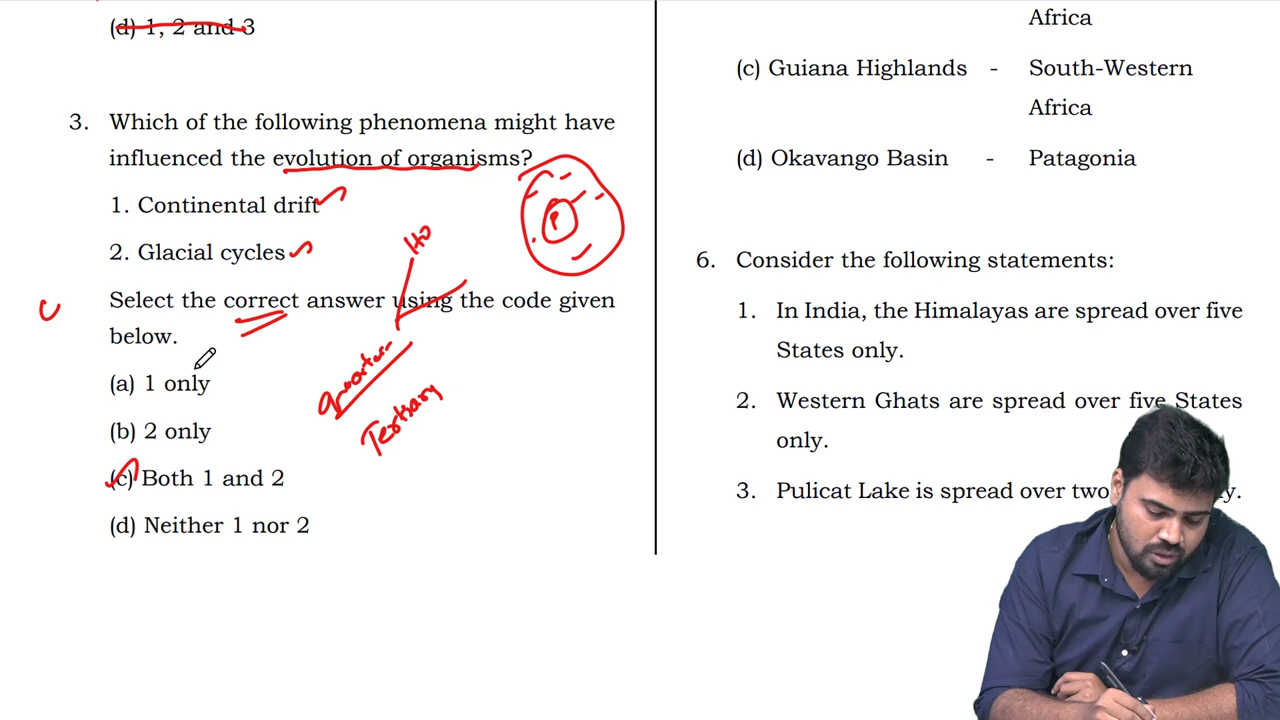 (d) 1, 2 and 3
3. Which of the following phenomena might have
influenced the evolution of organisms?
1. Continental drift
2. Glacial cycles
Select the correct answer using the code given
below.
(a) 1 only
(b) 2 only
(c) Both 1 and 2
(d) Neither 1 nor 2
C
P
Ho
Tertiary
Africa
(c) Guiana Highlands - South-Western
Africa
(d) Okavango Basin - Patagonia
6. Consider the following statements:
1. In India, the Himalayas are spread over five
States only.
2. Western Ghats are spread over five States
only.
3. Pulicat Lake is spread over two